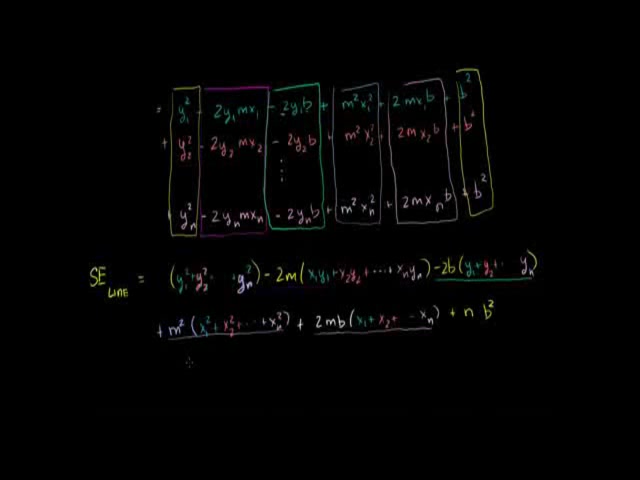 = y₁² - 2y₁mx₁ - 2y₁b + m²x₁² + 2mx₁b + b²
+ y₂² - 2y₂mx₂ - 2y₂b + m²x₂² + 2mx₂b + b²
⋮
+ yₙ² - 2yₙmxₙ - 2yₙb + m²xₙ² + 2mxₙb + b²
SE_LINE = (y₁²+y₂²+ ⋯ +yₙ²) - 2m(x₁y₁+x₂y₂+⋯+xₙyₙ) - 2b(y₁+y₂+⋯ yₙ)
+ m²(x₁²+x₂²+⋯+xₙ²) + 2mb(x₁+x₂+⋯ xₙ) + n b²